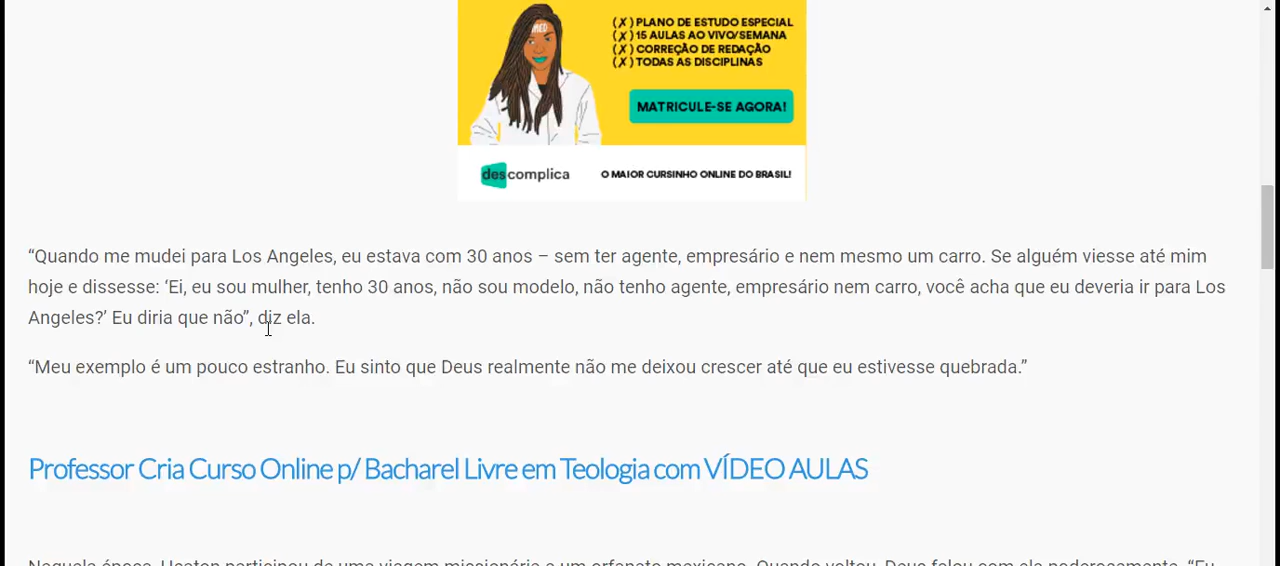 MED
(X) PLANO DE ESTUDO ESPECIAL
(X) 15 AULAS AO VIVO/SEMANA
(X) CORREÇÃO DE REDAÇÃO
(X) TODAS AS DISCIPLINAS
MATRICULE-SE AGORA!
descomplica
O MAIOR CURSINHO ONLINE DO BRASIL!
“Quando me mudei para Los Angeles, eu estava com 30 anos – sem ter agente, empresário e nem mesmo um carro. Se alguém viesse até mim
hoje e dissesse: ‘Ei, eu sou mulher, tenho 30 anos, não sou modelo, não tenho agente, empresário nem carro, você acha que eu deveria ir para Los
Angeles?’ Eu diria que não”, diz ela.
“Meu exemplo é um pouco estranho. Eu sinto que Deus realmente não me deixou crescer até que eu estivesse quebrada.”
Professor Cria Curso Online p/ Bacharel Livre em Teologia com VÍDEO AULAS